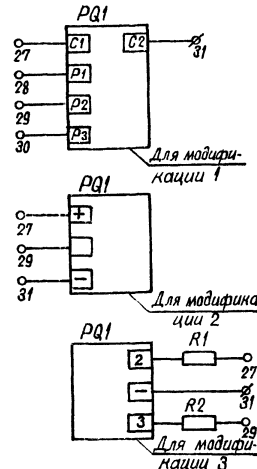 PQ1
C1 C2
27 31
P1
28
P2
29
P3
30
Для модифи-
кации 1
PQ1
+
27
29
–
31
Для модифика
ции 2
PQ1
R1
2
27
–
31
R2
3
29
Для модифи-
кации 3